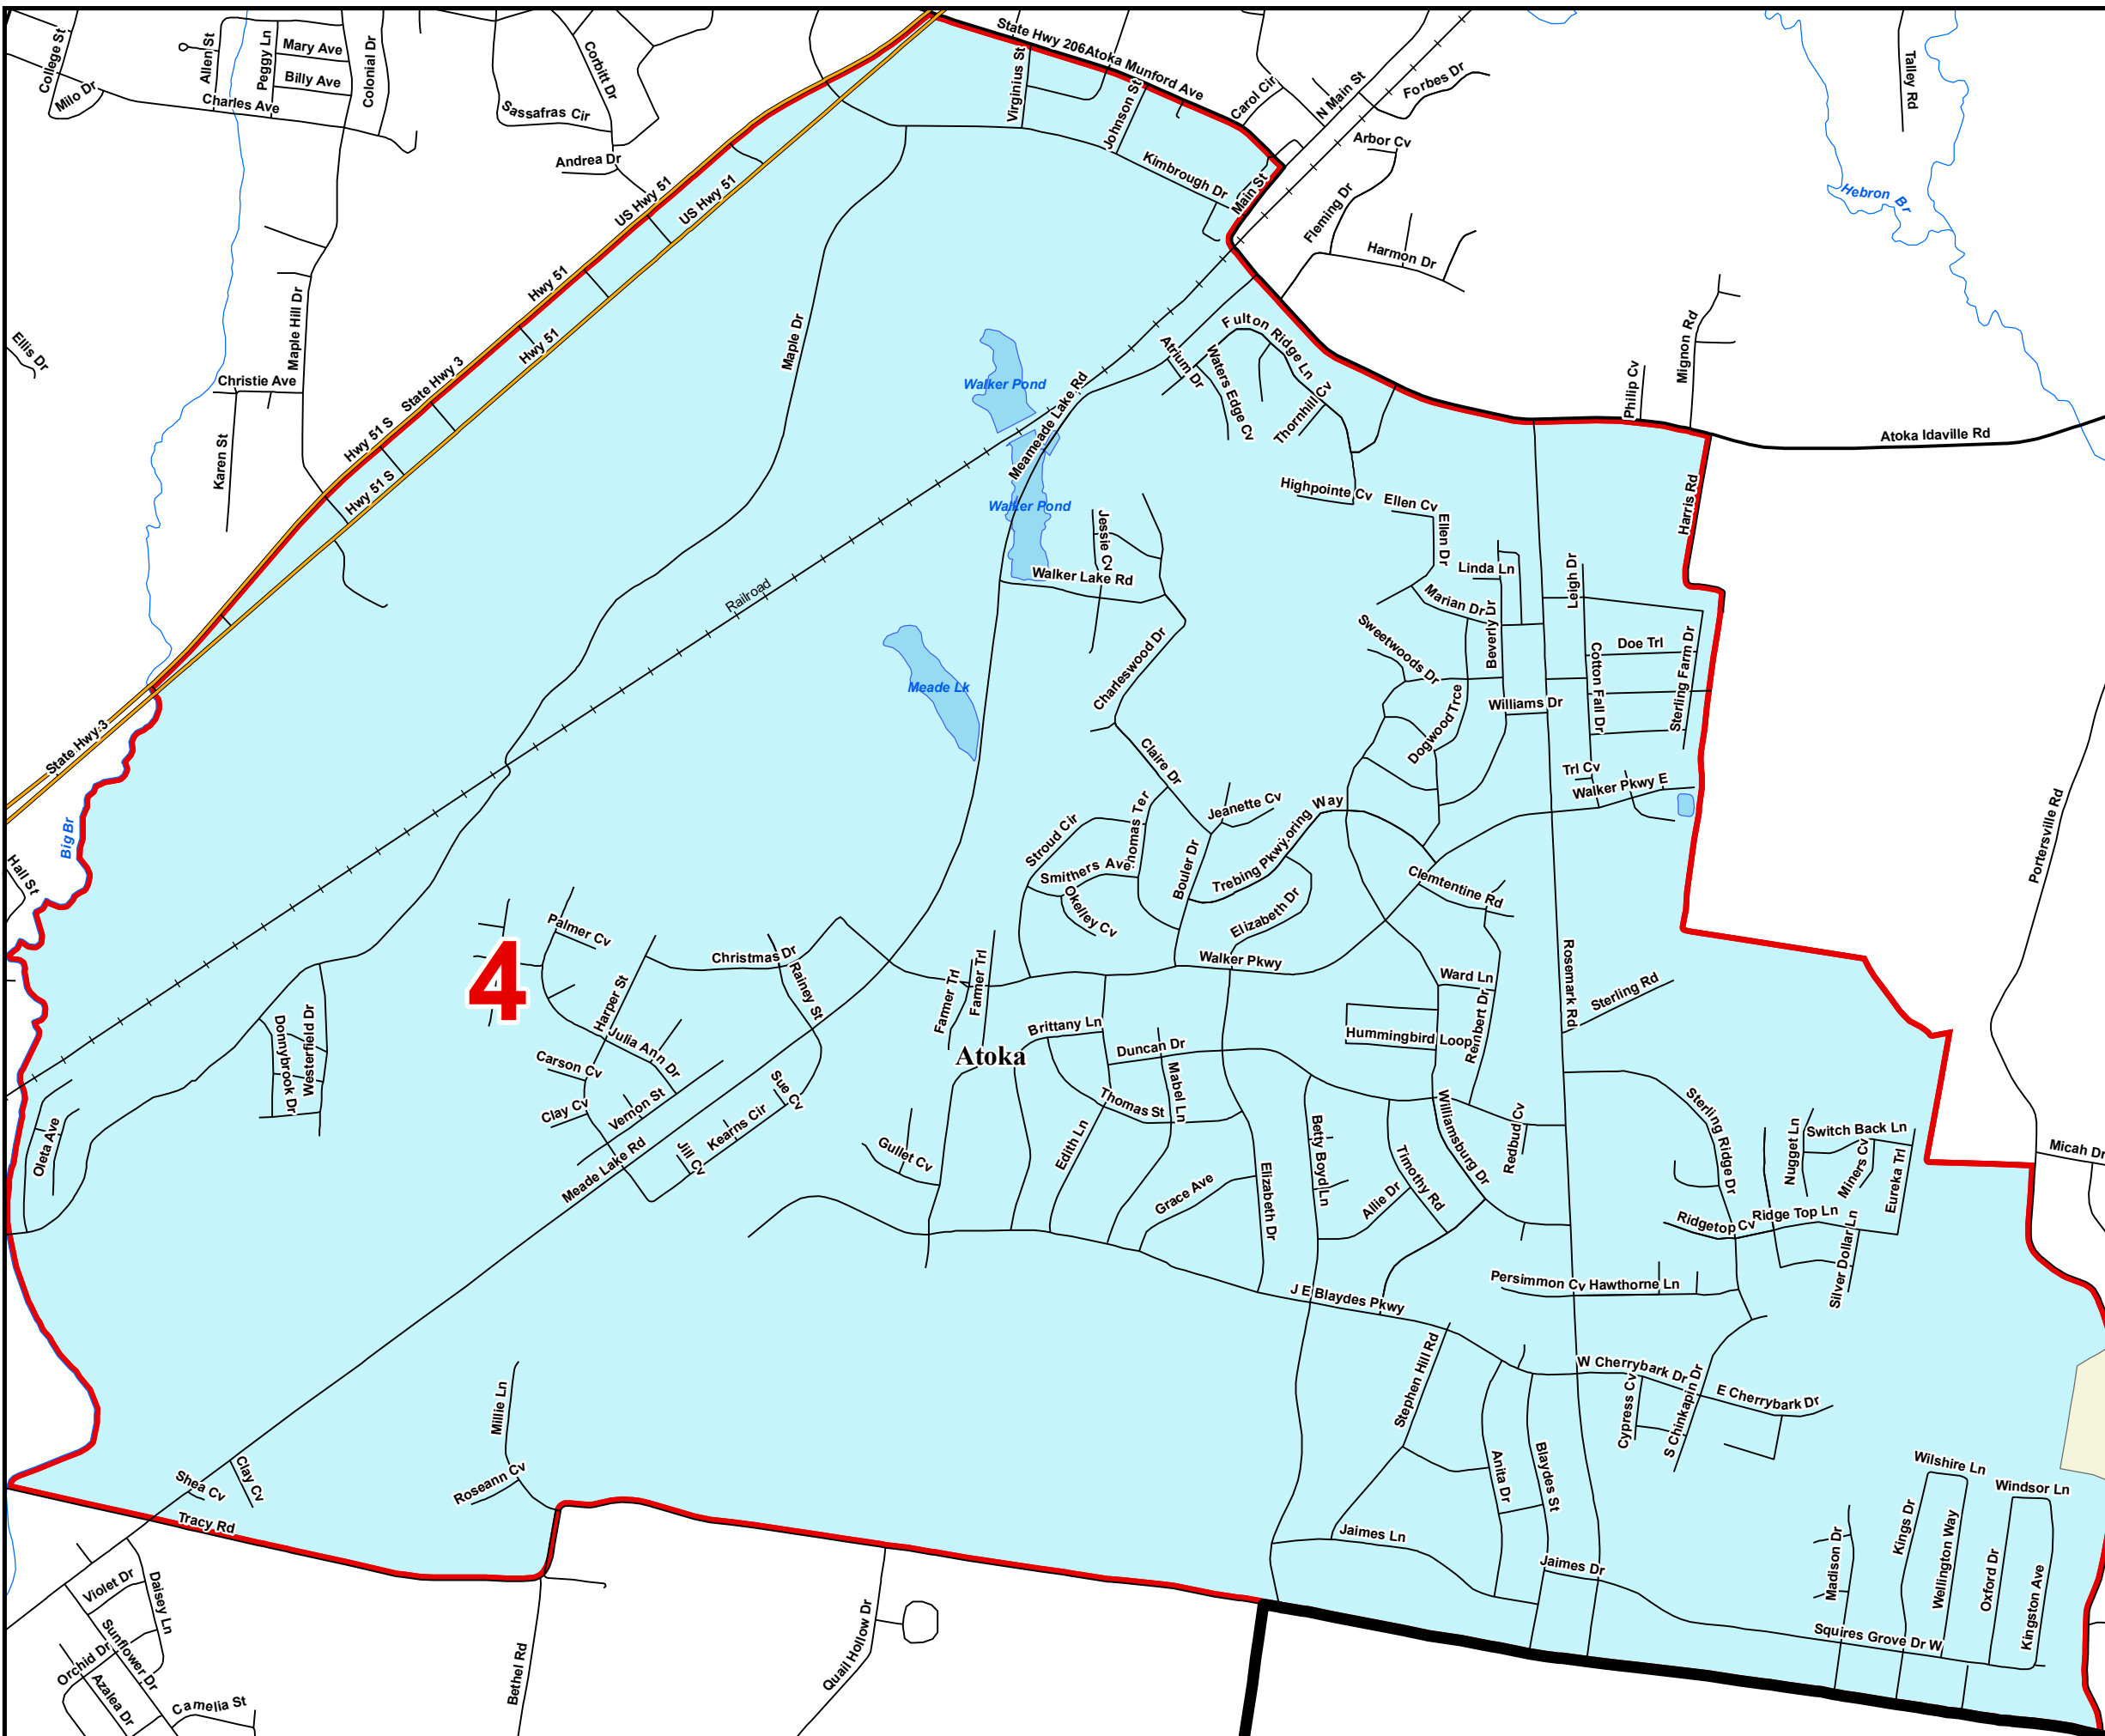 College St
Milo Dr
Allen St
Peggy Ln
Mary Ave
Billy Ave
Colonial Dr
Charles Ave
Corbitt Dr
Sassafras Cir
Andrea Dr
State Hwy 206
Atoka Munford Ave
Virginius St
Johnson St
Kimbrough Dr
Main St
Carol Cir
N Main St
Forbes Dr
Arbor Cv
Fleming Dr
Harmon Dr
Talley Rd
Hebron Br
US Hwy 51
US Hwy 51
Hwy 51
Hwy 51
State Hwy 3
Hwy 51 S
Hwy 51 S
Ellis Dr
Maple Hill Dr
Christie Ave
Karen St
Maple Dr
Walker Pond
Meameade Lake Rd
Walker Pond
Atrium Dr
Waters Edge Cv
Fulton Ridge Ln
Thornhill Cv
Philip Cv
Mignon Rd
Atoka Idaville Rd
Harris Rd
Highpointe Cv
Ellen Cv
Ellen Dr
Jessie Cv
Walker Lake Rd
Railroad
Linda Ln
Leigh Dr
Marian Dr
Beverly Dr
Sweetwoods Dr
Doe Trl
Cotton Fall Dr
Sterling Farm Dr
Charleswood Dr
Meade Lk
Williams Dr
Dogwood Trce
State Hwy 3
Big Br
Hall St
Claire Dr
Jeanette Cv
Trl Cv
Walker Pkwy E
Portersville Rd
Stroud Cir
Smithers Ave
Okelley Cv
Bouler Dr
Trebing Pkwy
Way
Elizabeth Dr
Clemtentine Rd
Palmer Cv
4
Christmas Dr
Rainey St
Harper St
Julia Ann Dr
Farmer Trl
Farmer Trl
Walker Pkwy
Ward Ln
Rosemark Rd
Sterling Rd
Reinbert Dr
Hummingbird Loop
Atoka
Brittany Ln
Duncan Dr
Mabel Ln
Thomas St
Donnybrook Dr
Westerfield Dr
Carson Cv
Clay Cv
Vernon St
Sue Cv
Kearns Cir
Jill Cv
Meade Lake Rd
Oleta Ave
Gullet Cv
Edith Ln
Grace Ave
Elizabeth Dr
Betty Boyd Ln
Allie Dr
Timothy Rd
Williamsburg Dr
Redbud Cv
Sterling Ridge Dr
Nugget Ln
Switch Back Ln
Miners Cv
Eureka Trl
Micah Dr
Ridgetop Cv
Ridge Top Ln
Silver Dollar Ln
Persimmon Cv
Hawthorne Ln
J E Blaydes Pkwy
Stephen Hill Rd
W Cherrybark Dr
Cypress Cv
S Chinkapin Dr
E Cherrybark Dr
Millie Ln
Roseann Cv
Shea Cv
Clay Cv
Tracy Rd
Anita Dr
Blaydes St
Jaimes Ln
Jaimes Dr
Wilshire Ln
Windsor Ln
Kings Dr
Wellington Way
Oxford Dr
Kingston Ave
Madison Dr
Squires Grove Dr W
Violet Dr
Daisey Ln
Sunflower Dr
Orchid Dr
Azalea Dr
Camelia St
Bethel Rd
Quail Hollow Dr